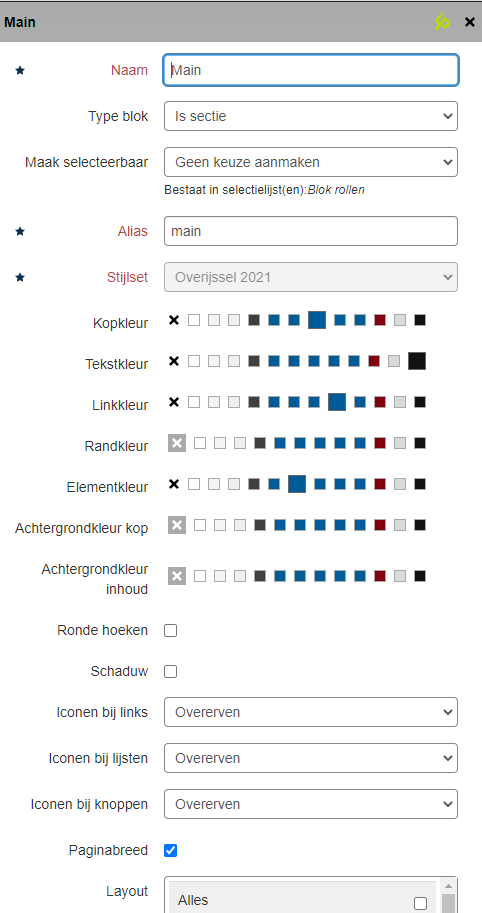 Main
Naam Main
Type blok Is sectie
Maak selecteerbaar Geen keuze aanmaken
Bestaat in selectielijst(en):Blok rollen
Alias main
Stijlset Overijssel 2021
Kopkleur
Tekstkleur
Linkkleur
Randkleur
Elementkleur
Achtergrondkleur kop
Achtergrondkleur
inhoud
Ronde hoeken
Schaduw
Iconen bij links Overerven
Iconen bij lijsten Overerven
Iconen bij knoppen Overerven
Paginabreed
Layout Alles